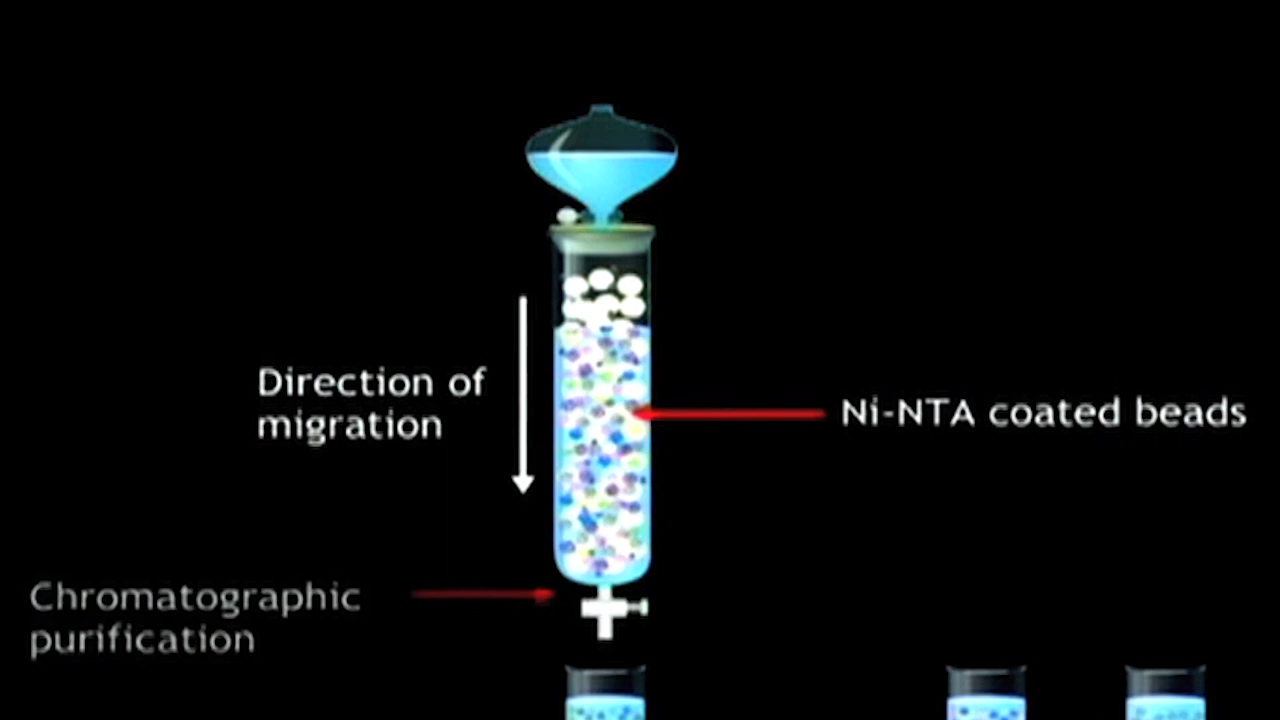 Direction of
migration
Ni-NTA coated beads
Chromatographic
purification